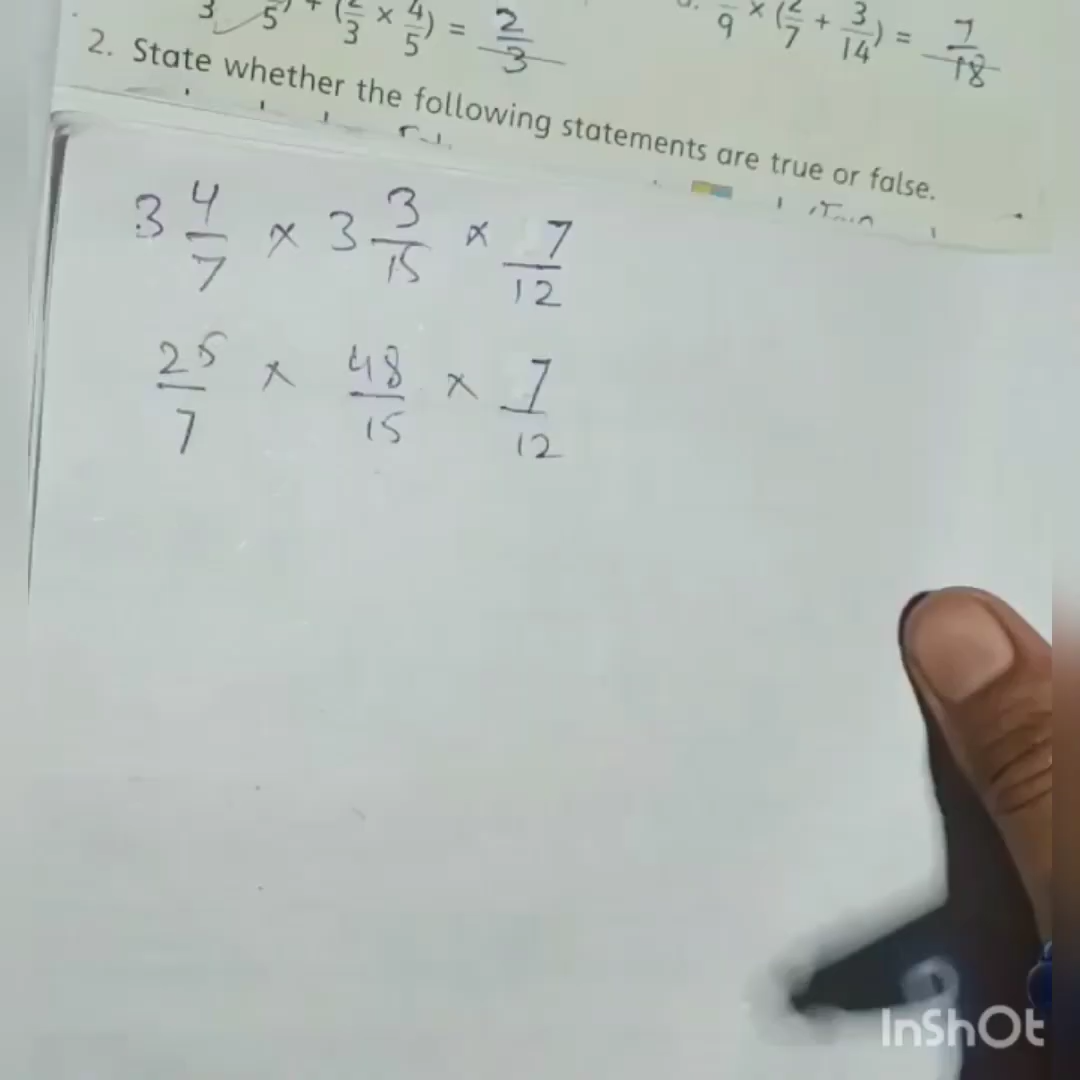 3 5) + (2/3 × 4/5) = 2/3
9 × (2/7 + 3/14) = 7/18
2. State whether the following statements are true or false.
3 4/7 × 3 3/15 × 7/12
25/7 × 48/15 × 7/12
InShOt